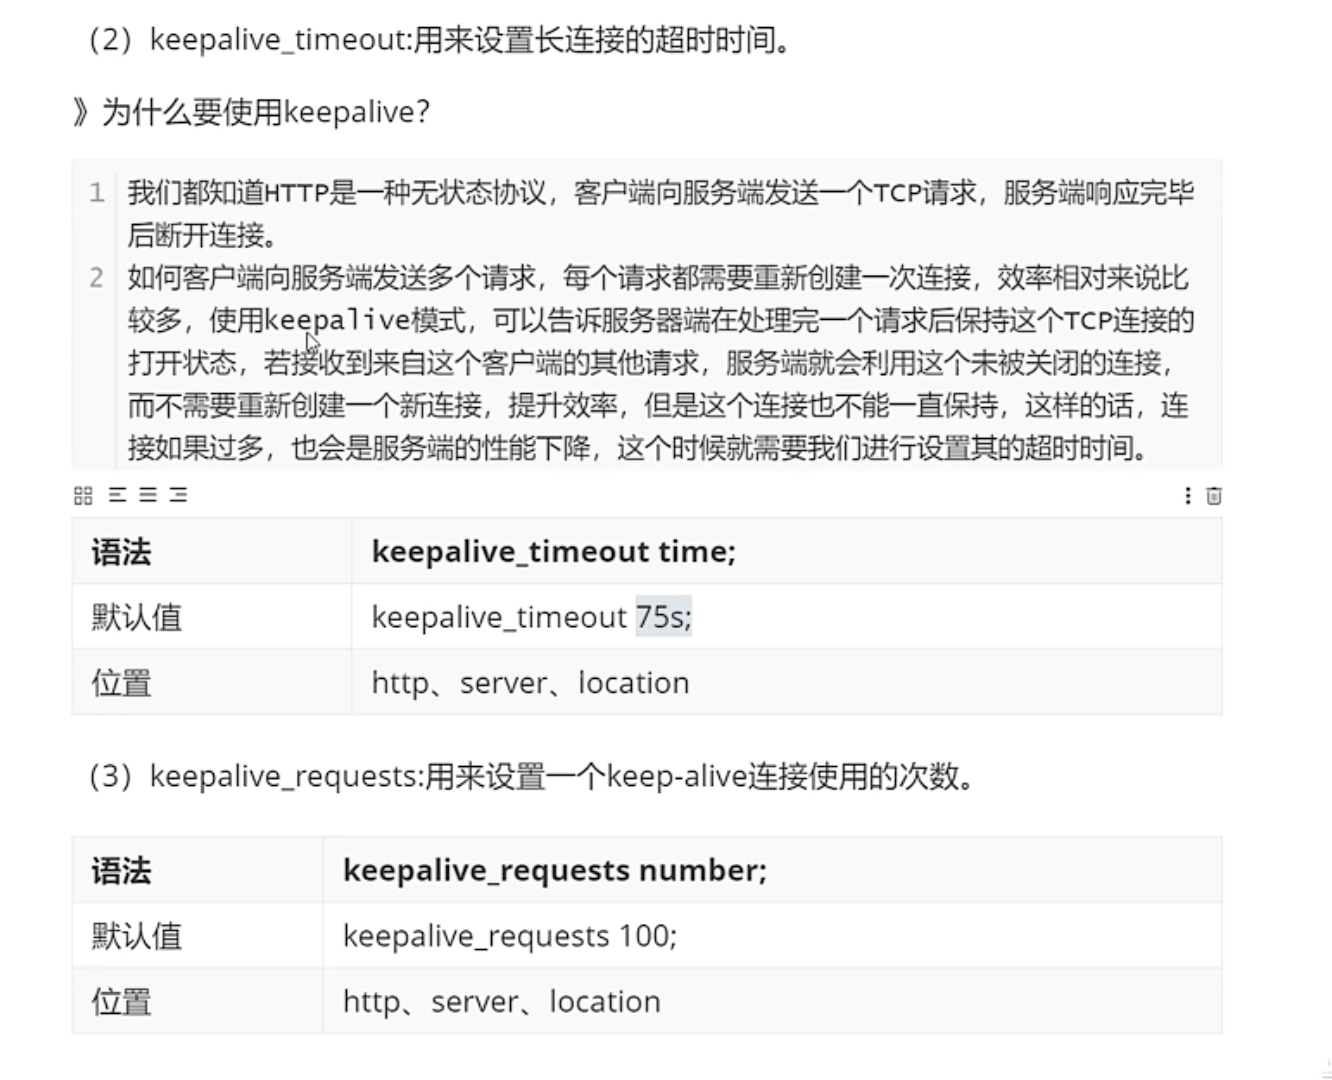 （2）keepalive_timeout:用来设置长连接的超时时间。
》为什么要使用keepalive？
1 我们都知道HTTP是一种无状态协议，客户端向服务端发送一个TCP请求，服务端响应完毕
后断开连接。
2 如何客户端向服务端发送多个请求，每个请求都需要重新创建一次连接，效率相对来说比
较多，使用keepalive模式，可以告诉服务器端在处理完一个请求后保持这个TCP连接的
打开状态，若接收到来自这个客户端的其他请求，服务端就会利用这个未被关闭的连接，
而不需要重新创建一个新连接，提升效率，但是这个连接也不能一直保持，这样的话，连
接如果过多，也会是服务端的性能下降，这个时候就需要我们进行设置其的超时时间。
语法 keepalive_timeout time;
默认值 keepalive_timeout 75s;
位置 http、server、location
（3）keepalive_requests:用来设置一个keep-alive连接使用的次数。
语法 keepalive_requests number;
默认值 keepalive_requests 100;
位置 http、server、location